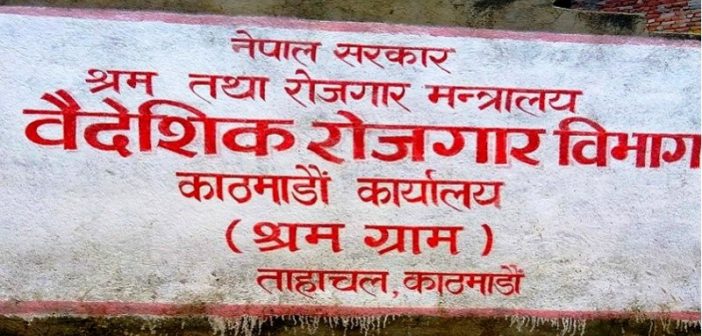 नेपाल सरकार
श्रम तथा रोजगार मन्त्रालय
वैदेशिक रोजगार विभाग
काठमाडौं कार्यालय
( श्रम ग्राम )
ताहाचल, काठमाडौं